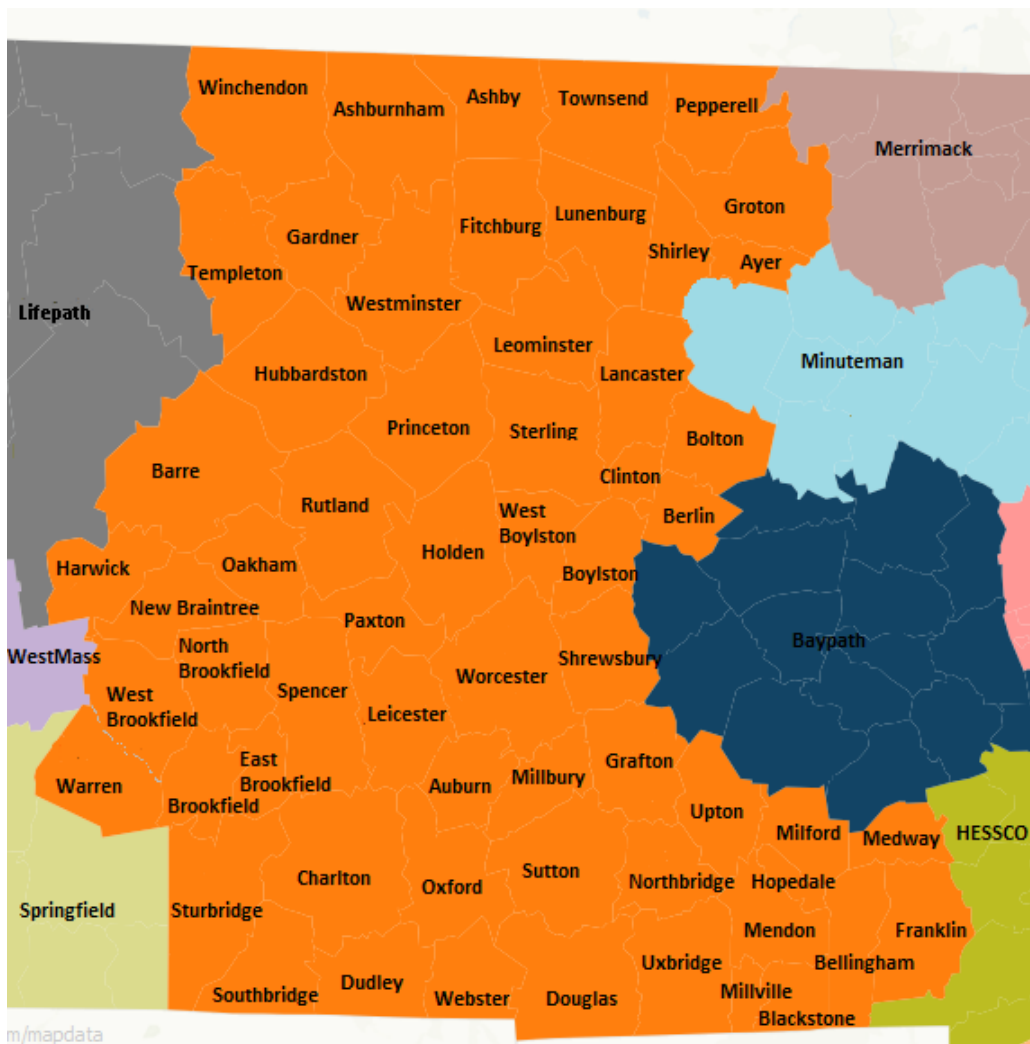 Winchendon
Ashburnham
Ashby
Townsend
Pepperell
Merrimack
Groton
Lunenburg
Fitchburg
Gardner
Shirley
Ayer
Templeton
Westminster
Lifepath
Leominster
Minuteman
Hubbardston
Lancaster
Princeton
Sterling
Bolton
Barre
Clinton
Rutland
West
Boylston
Berlin
Holden
Harwick
Oakham
Boylston
New Braintree
Paxton
Baypath
North
Brookfield
WestMass
Shrewsbury
Worcester
Spencer
West
Brookfield
Leicester
Grafton
East
Brookfield
Auburn
Millbury
Warren
Brookfield
Upton
Milford
Medway
HESSCO
Sutton
Charlton
Oxford
Northbridge
Hopedale
Springfield
Sturbridge
Mendon
Franklin
Uxbridge
Bellingham
Dudley
Southbridge
Webster
Douglas
Millville
Blackstone
m/mapdata